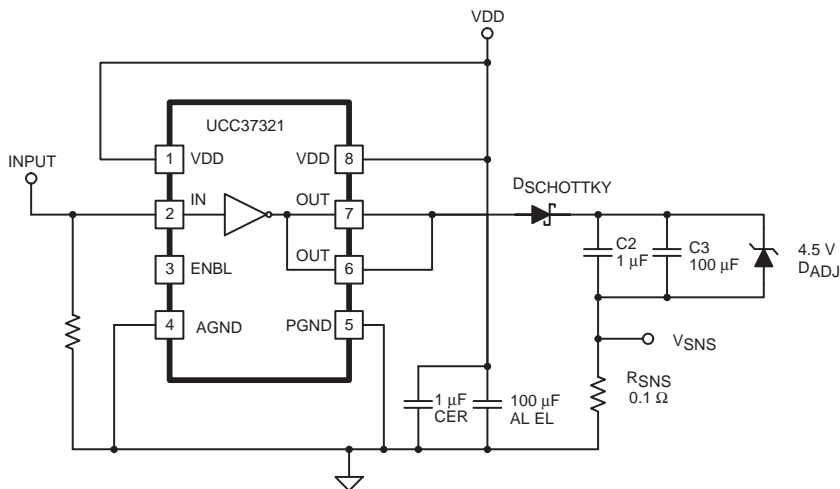 VDD
UCC37321
INPUT
1 VDD VDD 8
2 IN OUT 7
3 ENBL OUT 6
4 AGND PGND 5
DSCHOTTKY
C2
1 μF
C3
100 μF
4.5 V
DADJ
VSNS
RSNS
0.1 Ω
1 μF
CER
100 μF
AL EL